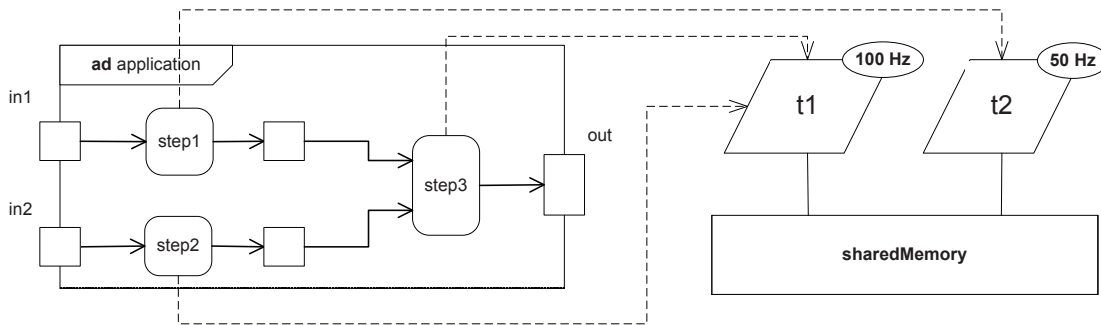 ad application
in1
step1
step3
out
in2
step2
100 Hz
50 Hz
t1
t2
sharedMemory